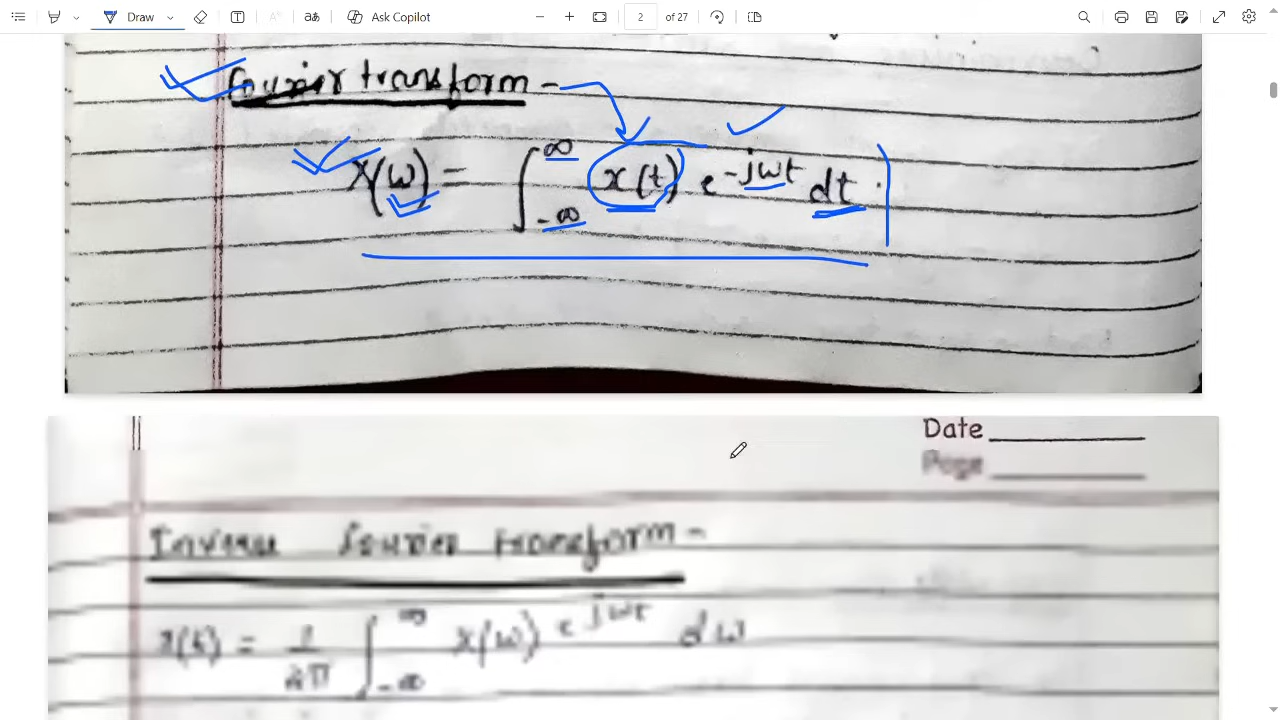 Draw
Ask Copilot
2 of 27
Fourier transform -
X(ω) = ∫_{-∞}^{∞} x(t) e^{-jωt} dt.
Date
Page
Inverse fourier transform -
x(t) = 1/2π ∫_{-∞}^{∞} X(ω) e^{jωt} dω